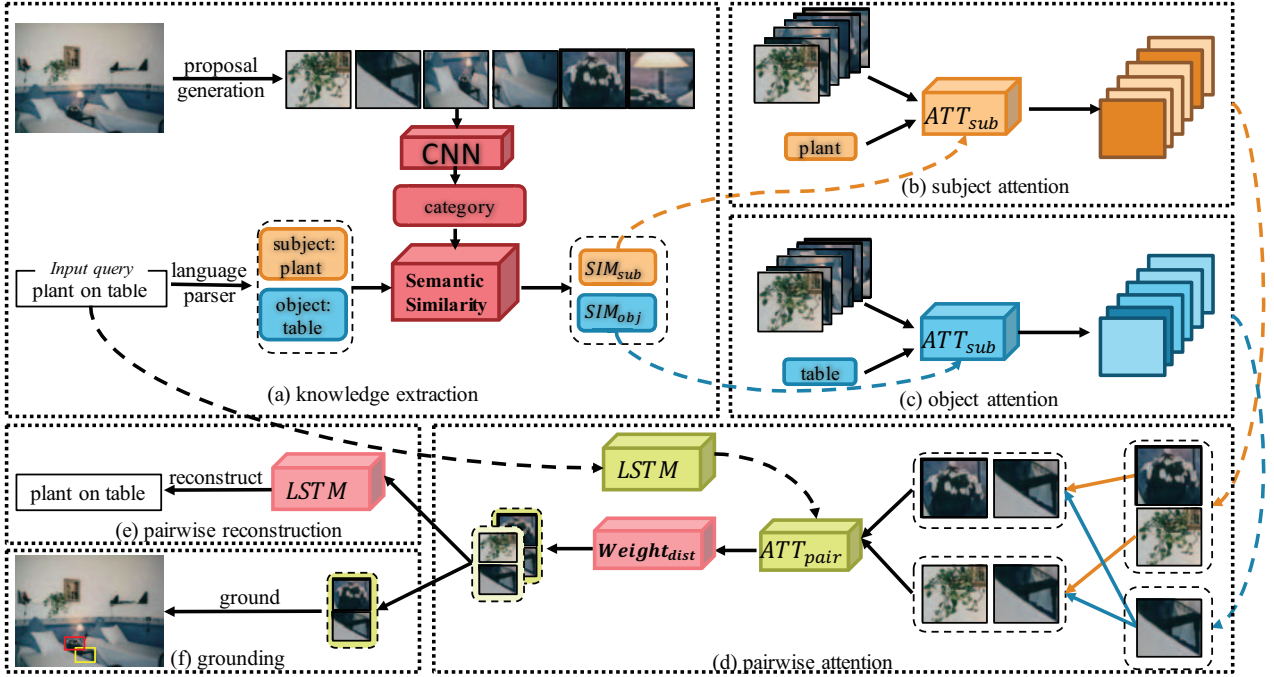 proposal
generation
CNN
category
Input query
plant on table
language
parser
subject:
plant
object:
table
Semantic
Similarity
SIM_sub
SIM_obj
(a) knowledge extraction
plant
ATT_sub
(b) subject attention
table
ATT_sub
(c) object attention
LSTM
ATT_pair
Weight_dist
(d) pairwise attention
plant on table
reconstruct
LSTM
(e) pairwise reconstruction
ground
(f) grounding